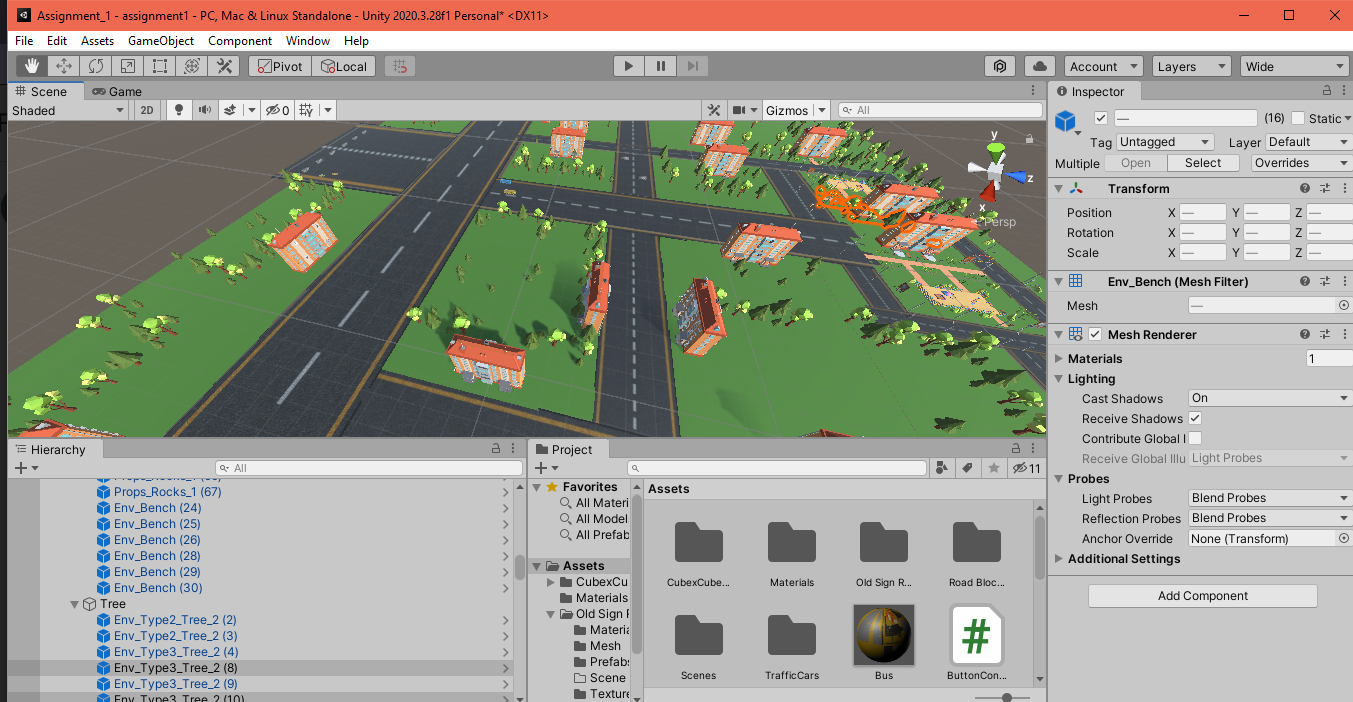 Assignment_1 - assignment1 - PC, Mac & Linux Standalone - Unity 2020.3.28f1 Personal* <DX11>
File Edit Assets GameObject Component Window Help
Pivot Local Account Layers Wide
Scene Game
Shaded 2D 0 Gizmos All
y
z
x
Persp
Inspector
— (16) Static
Tag Untagged Layer Default
Multiple Open Select Overrides
Transform
Position X — Y — Z —
Rotation X — Y — Z —
Scale X — Y — Z —
Env_Bench (Mesh Filter)
Mesh —
Mesh Renderer
Materials 1
Lighting
Cast Shadows On
Receive Shadows
Contribute Global I
Receive Global Illu Light Probes
Probes
Light Probes Blend Probes
Reflection Probes Blend Probes
Anchor Override None (Transform)
Additional Settings
Add Component
Hierarchy
All
Props_Rocks_1 (67)
Env_Bench (24)
Env_Bench (25)
Env_Bench (26)
Env_Bench (28)
Env_Bench (29)
Env_Bench (30)
Tree
Env_Type2_Tree_2 (2)
Env_Type2_Tree_2 (3)
Env_Type3_Tree_2 (4)
Env_Type3_Tree_2 (8)
Env_Type3_Tree_2 (9)
Env_Type3_Tree_2 (10)
Project
11
Favorites
All Materi
All Model
All Prefab
Assets
CubexCu
Materials
Old Sign F
Materia
Mesh
Prefabs
Scene
Texture
Assets
CubexCube... Materials Old Sign R... Road Bloc...
Scenes TrafficCars Bus ButtonCon...
#